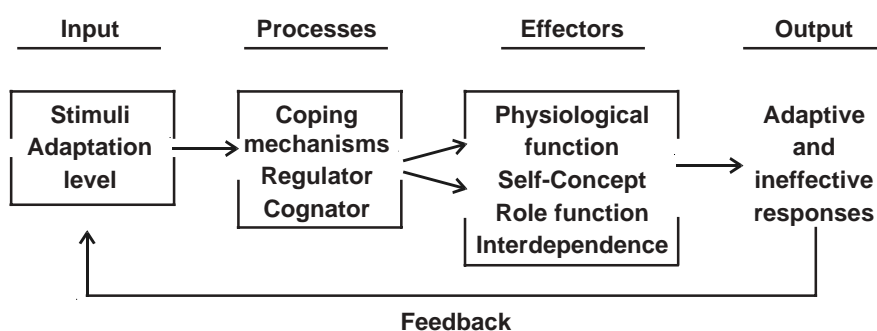 Input
Processes
Effectors
Output
Stimuli
Adaptation
level
Coping
mechanisms
Regulator
Cognator
Physiological
function
Self-Concept
Role function
Interdependence
Adaptive
and
ineffective
responses
Feedback